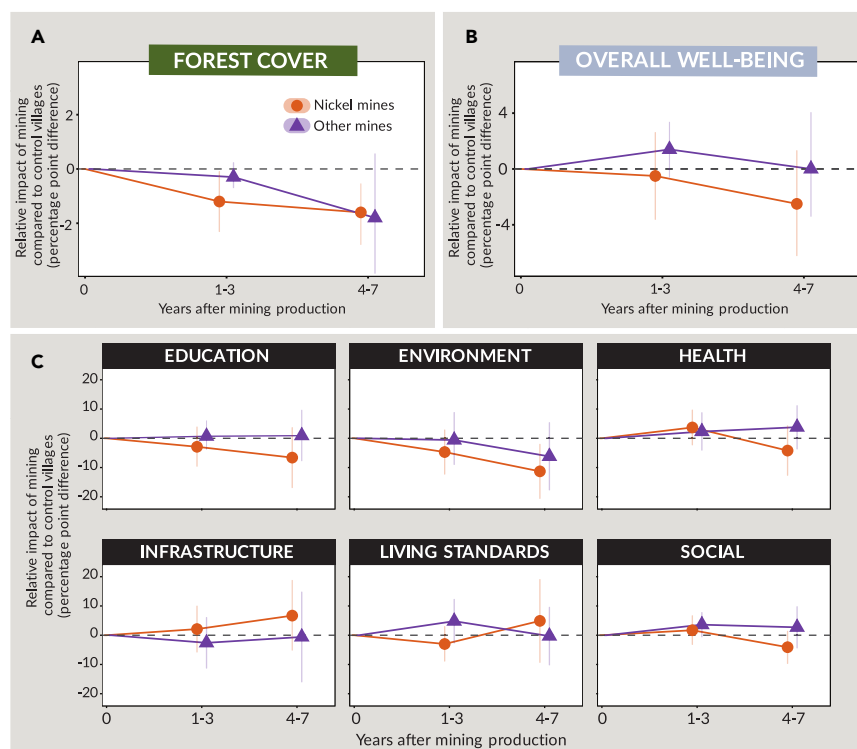 A
FOREST COVER
Relative impact of mining
compared to control villages
(percentage point difference)
2
0
-2
Nickel mines
Other mines
0
1-3
4-7
Years after mining production
B
OVERALL WELL-BEING
Relative impact of mining
compared to control villages
(percentage point difference)
4
0
-4
0
1-3
4-7
Years after mining production
C
EDUCATION
ENVIRONMENT
HEALTH
Relative impact of mining
compared to control villages
(percentage point difference)
20
10
0
-10
-20
INFRASTRUCTURE
LIVING STANDARDS
SOCIAL
20
10
0
-10
-20
0
1-3
4-7
0
1-3
4-7
0
1-3
4-7
Years after mining production